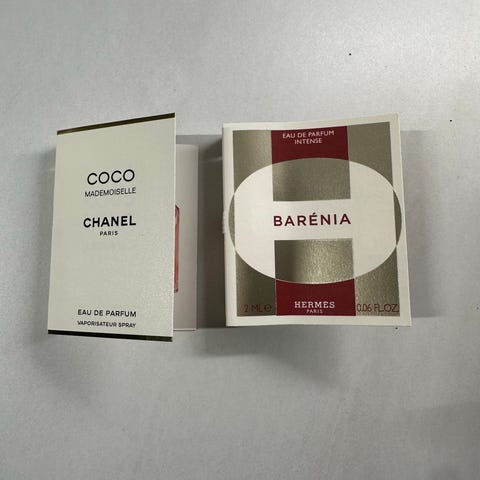 COCO
MADEMOISELLE
CHANEL
PARIS
EAU DE PARFUM
VAPORISATEUR SPRAY
EAU DE PARFUM
INTENSE
BARÉNIA
2 ML e HERMÈS 0.06 FL.OZ.
PARIS